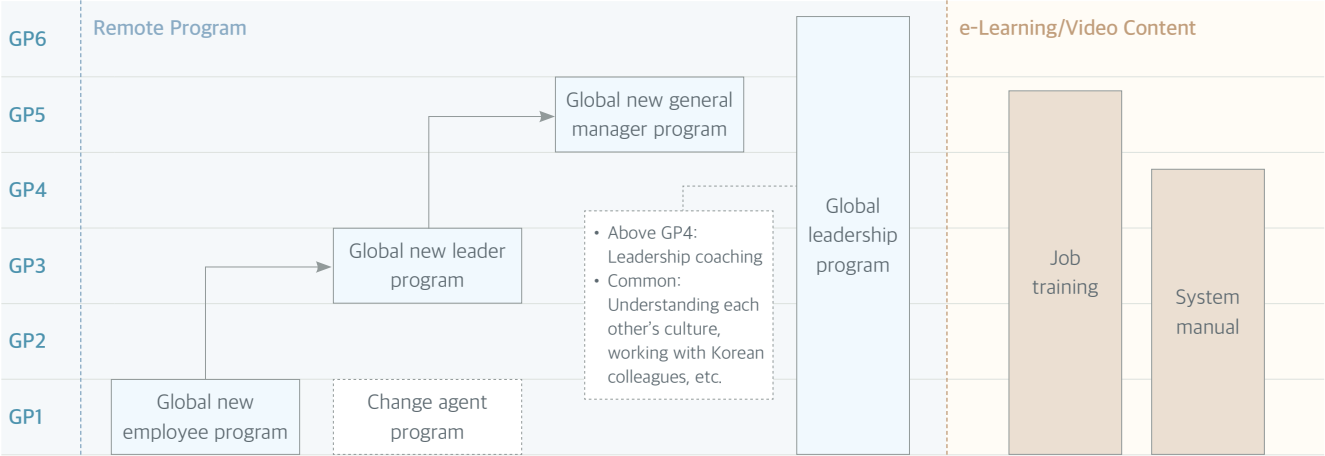 Remote Program
e-Learning/Video Content
GP6
GP5
GP4
GP3
GP2
GP1
Global new
employee program
Change agent
program
Global new leader
program
Global new general
manager program
• Above GP4:
Leadership coaching
• Common:
Understanding each
other's culture,
working with Korean
colleagues, etc.
Global
leadership
program
Job
training
System
manual